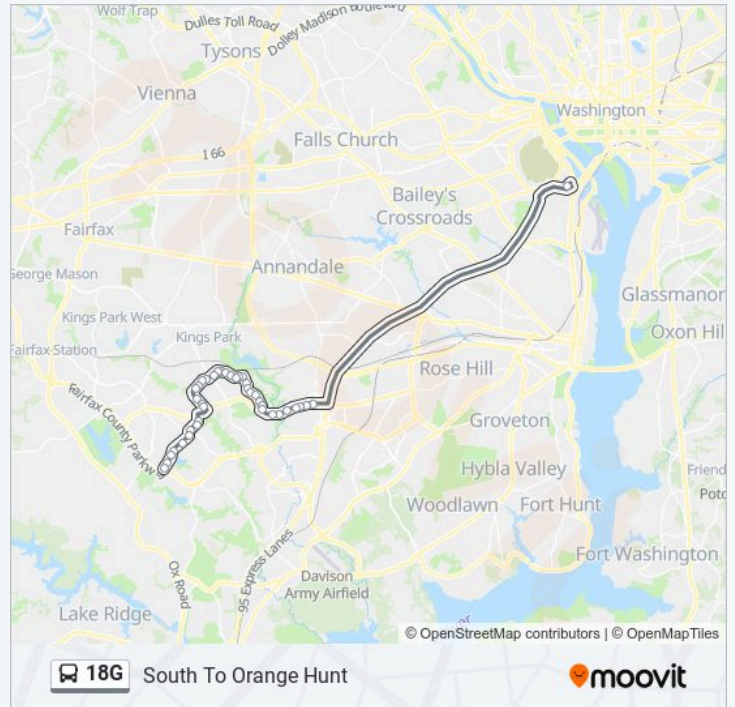 Wolf Trap
Dulles Toll Road
Dolley Madison Boulevard
Tysons
Vienna
Washington
Falls Church
I 66
Bailey's
Crossroads
Fairfax
George Mason
Annandale
Glassmanor
Kings Park West
Kings Park
Oxon Hil
Fairfax Station
Rose Hill
Fairfax County Parkw
Groveton
Hybla Valley
Friend
Woodlawn
Fort Hunt
Poto
95 Express Lanes
Fort Washington
Ox Road
Davison
Army Airfield
Lake Ridge
© OpenStreetMap contributors | © OpenMapTiles
18G
South To Orange Hunt
moovit